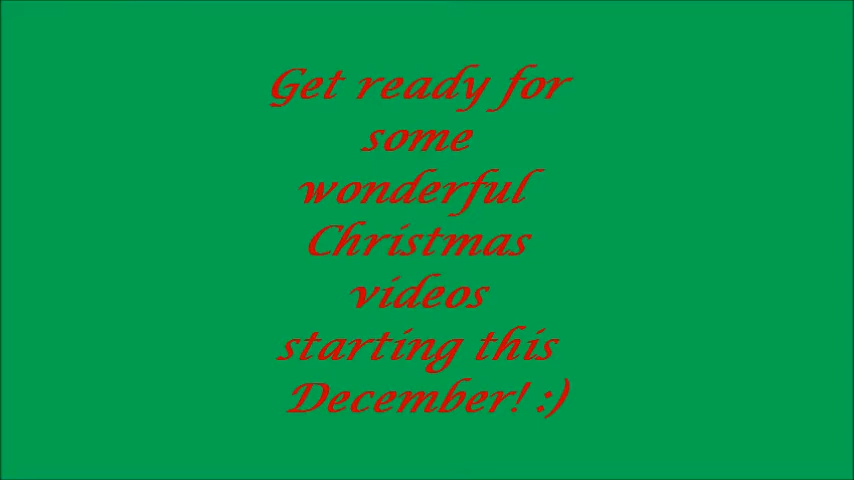 Get ready for
some
wonderful
Christmas
videos
starting this
December! :)